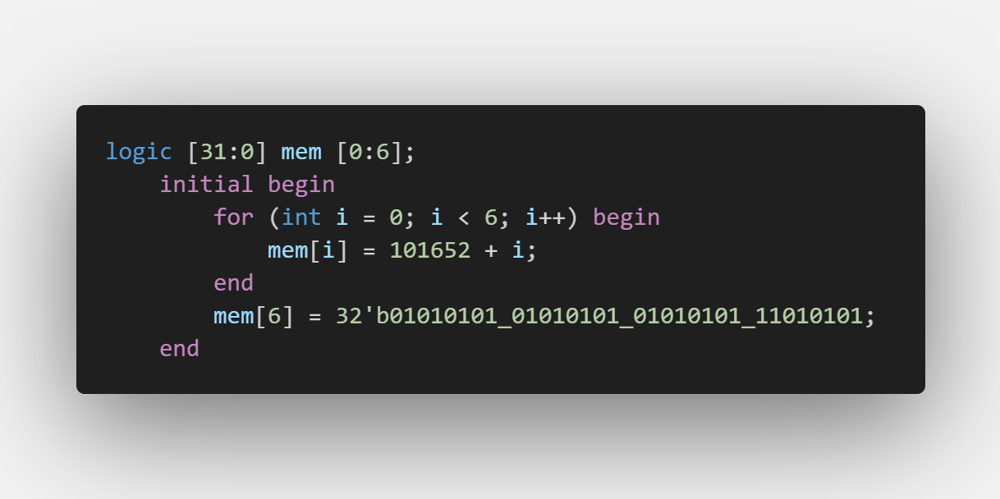 logic [31:0] mem [0:6];
    initial begin
        for (int i = 0; i < 6; i++) begin
            mem[i] = 101652 + i;
        end
        mem[6] = 32'b01010101_01010101_01010101_11010101;
    end